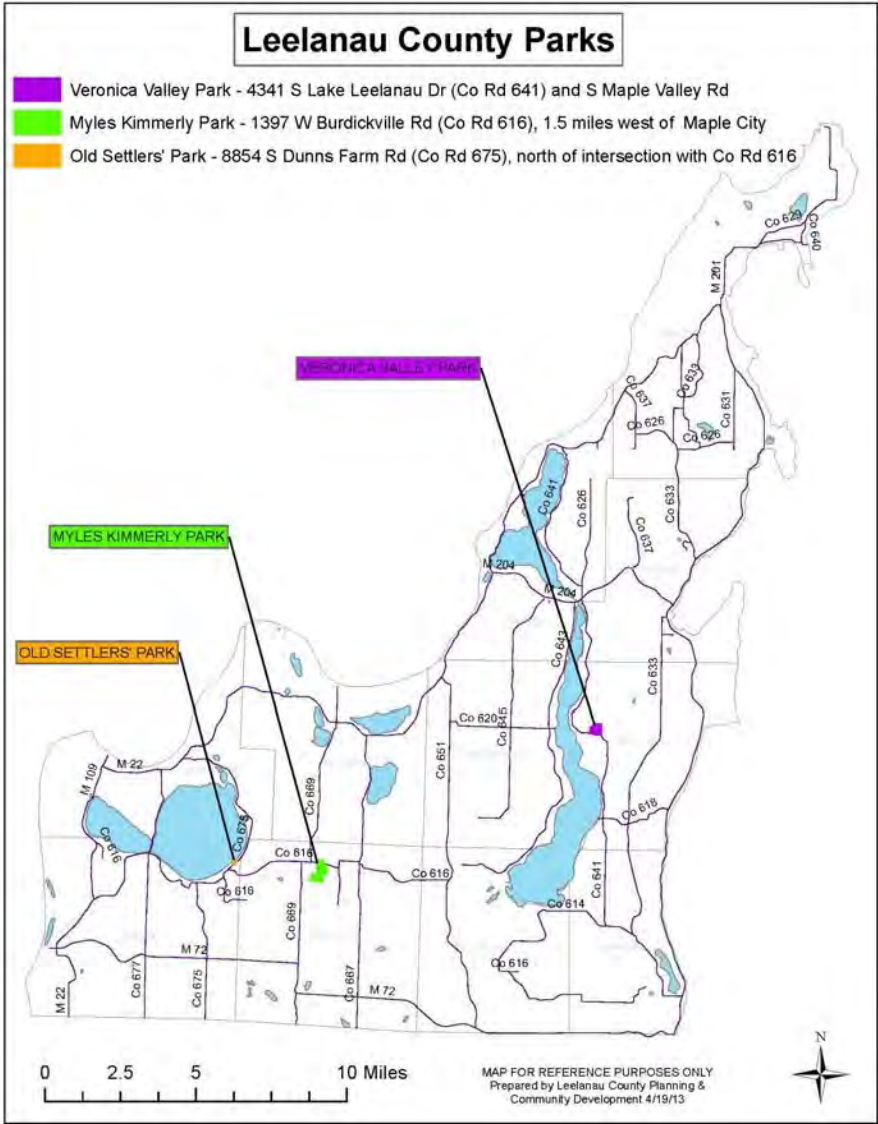 Leelanau County Parks
Veronica Valley Park - 4341 S Lake Leelanau Dr (Co Rd 641) and S Maple Valley Rd
Myles Kimmerly Park - 1397 W Burdickville Rd (Co Rd 616), 1.5 miles west of Maple City
Old Settlers' Park - 8854 S Dunns Farm Rd (Co Rd 675), north of intersection with Co Rd 616
Co 629
Co 640
M 201
VERONICA VALLEY PARK
Co 633
Co 637
Co 631
Co 626
Co 626
Co 641
Co 626
Co 633
Co 637
MYLES KIMMERLY PARK
M 204
M 204
Co 643
OLD SETTLERS' PARK
Co 633
Co 620
Co 645
Co 651
M 22
M 109
Co 669
Co 675
Co 616
Co 618
Co 616
Co 616
Co 616
Co 641
Co 614
Co 669
M 72
Co 616
Co 677
Co 675
Co 667
M 72
M 22
N
0 2.5 5 10 Miles
MAP FOR REFERENCE PURPOSES ONLY
Prepared by Leelanau County Planning &
Community Development 4/19/13